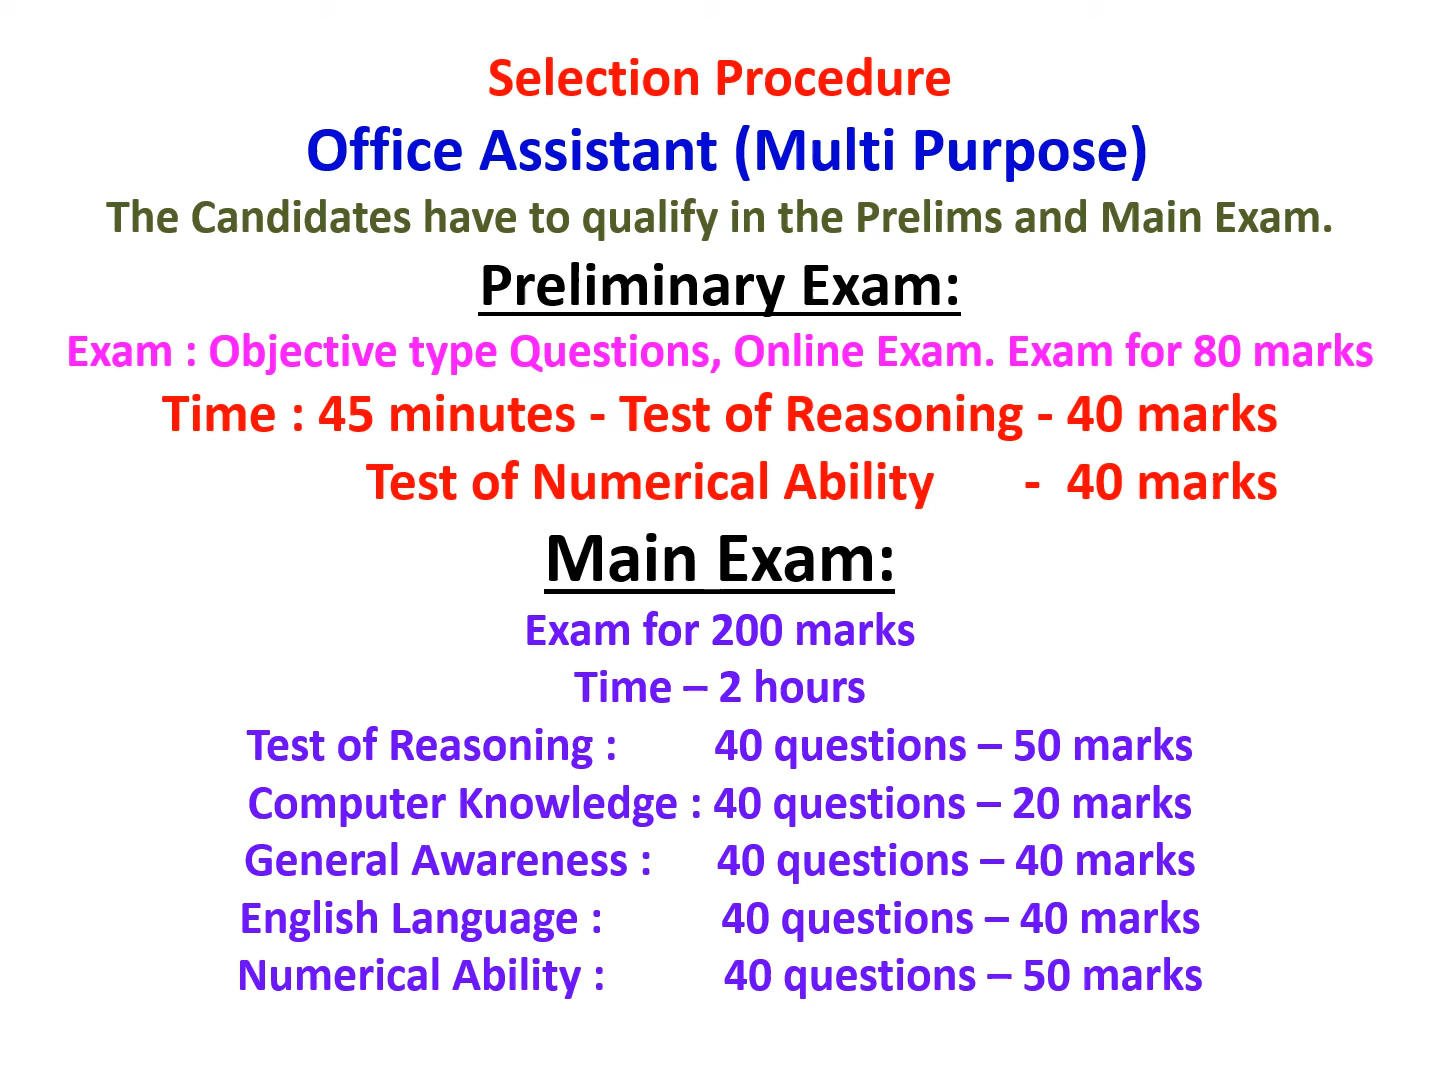 Selection Procedure
Office Assistant (Multi Purpose)
The Candidates have to qualify in the Prelims and Main Exam.
Preliminary Exam:
Exam : Objective type Questions, Online Exam. Exam for 80 marks
Time : 45 minutes - Test of Reasoning - 40 marks
Test of Numerical Ability - 40 marks
Main Exam:
Exam for 200 marks
Time – 2 hours
Test of Reasoning : 40 questions – 50 marks
Computer Knowledge : 40 questions – 20 marks
General Awareness : 40 questions – 40 marks
English Language : 40 questions – 40 marks
Numerical Ability : 40 questions – 50 marks